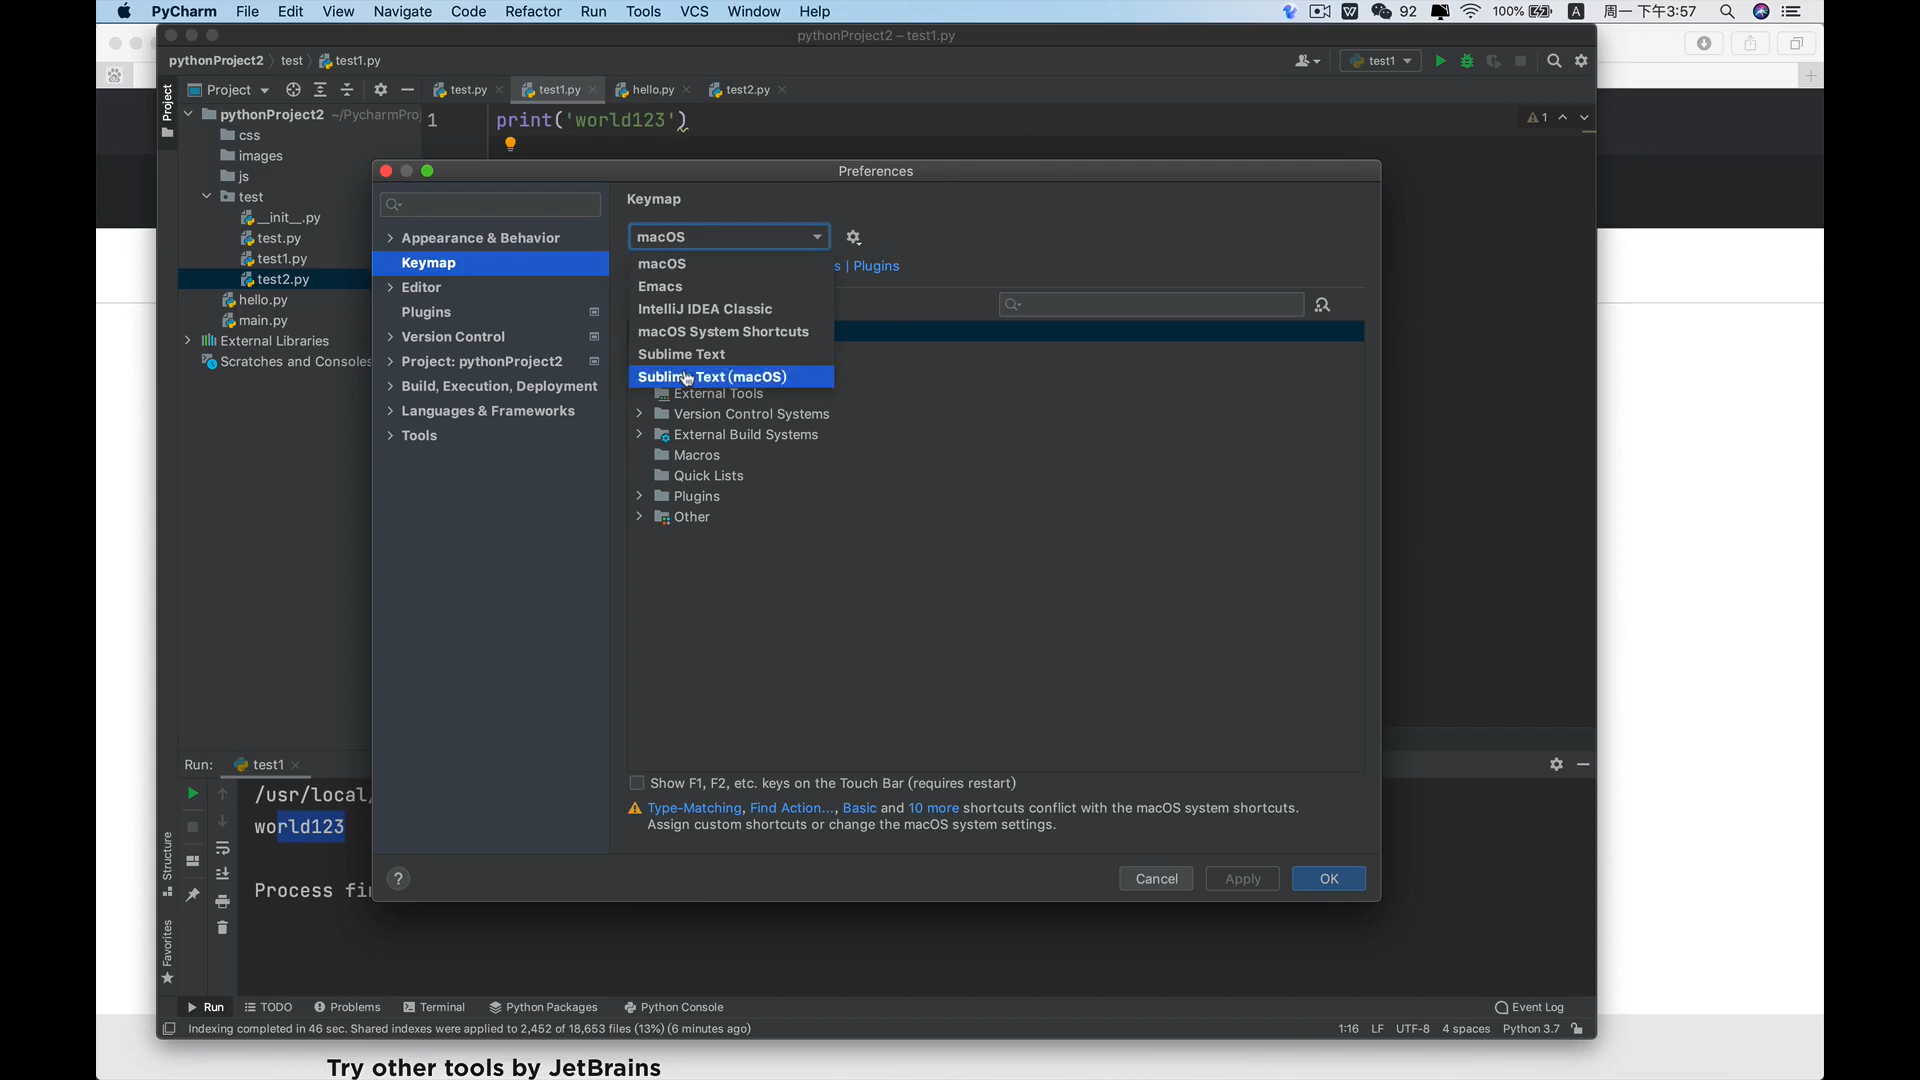 PyCharm File Edit View Navigate Code Refactor Run Tools VCS Window Help 92 100% A 周一 下午3:57
pythonProject2 – test1.py
pythonProject2 test test1.py test1
Project
Project
test.py test1.py hello.py test2.py
pythonProject2 ~/PycharmPro
1 print('world123')
1
css
images
js
test
__init__.py
test.py
test1.py
test2.py
hello.py
main.py
External Libraries
Scratches and Consoles
Preferences
Appearance & Behavior
Keymap
Editor
Plugins
Version Control
Project: pythonProject2
Build, Execution, Deployment
Languages & Frameworks
Tools
Keymap
macOS
s | Plugins
macOS
Emacs
IntelliJ IDEA Classic
macOS System Shortcuts
Sublime Text
Sublime Text (macOS)
External Tools
Version Control Systems
External Build Systems
Macros
Quick Lists
Plugins
Other
Show F1, F2, etc. keys on the Touch Bar (requires restart)
Type-Matching, Find Action..., Basic and 10 more shortcuts conflict with the macOS system shortcuts.
Assign custom shortcuts or change the macOS system settings.
?
Cancel Apply OK
Run: test1
/usr/local/
world123
Process fi
Structure
Favorites
Run TODO Problems Terminal Python Packages Python Console Event Log
Indexing completed in 46 sec. Shared indexes were applied to 2,452 of 18,653 files (13%) (6 minutes ago) 1:16 LF UTF-8 4 spaces Python 3.7
Try other tools by JetBrains